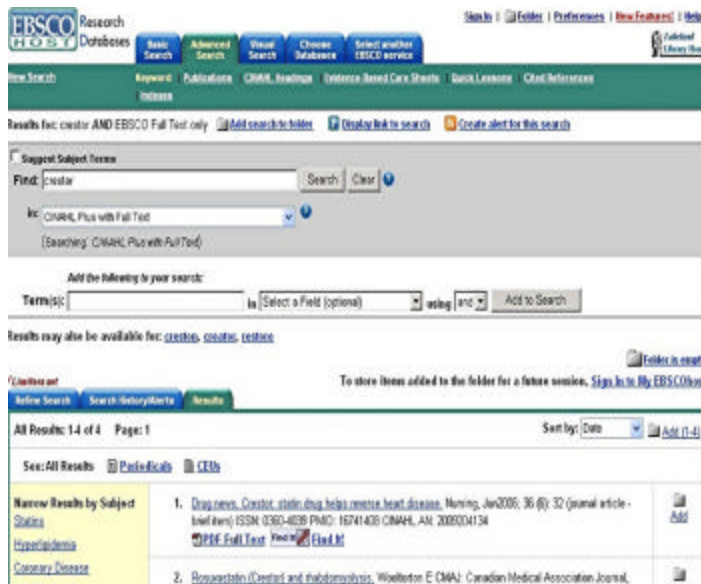 EBSCO HOST Research Databases
Sign In | Folder | Preferences | New Features! | Help
Basic Search Advanced Search Visual Search Choose Databases Select another EBSCO service
New Search Keyword Publications CINAHL Headings Evidence-Based Care Sheets Quick Lessons Cited References
Indexes
Results for: crestor AND EBSCO Full Text only Add search to folder Display link to search Create alert for this search
Suggest Subject Terms
Find: crestor Search Clear
in: CINAHL Plus with Full Text
(Searching: CINAHL Plus with Full Text)
Add the following to your search:
Term(s): in Select a Field (optional) using and Add to Search
Results may also be available for: creston, creator, restore
Folder is empt
To store items added to the folder for a future session, Sign In to My EBSCOhos
Refine Search Search History/Alerts Results
All Results: 1-4 of 4 Page: 1 Sort by: Date Add (1-4)
See: All Results Periodicals CEUs
Narrow Results by Subject
Statins
Hyperlipidemia
Coronary Disease
1. Drug news. Crestor, statin drug helps reverse heart disease. Nursing, Jun2006; 36 (6): 32 (journal article - brief item) ISSN: 0360-4039 PMID: 16741408 CINAHL AN: 2009204134
PDF Full Text Find It!
Add
2. Rosuvastatin (Crestor) and rhabdomyolysis. Wooltorton E CMAJ: Canadian Medical Association Journal,